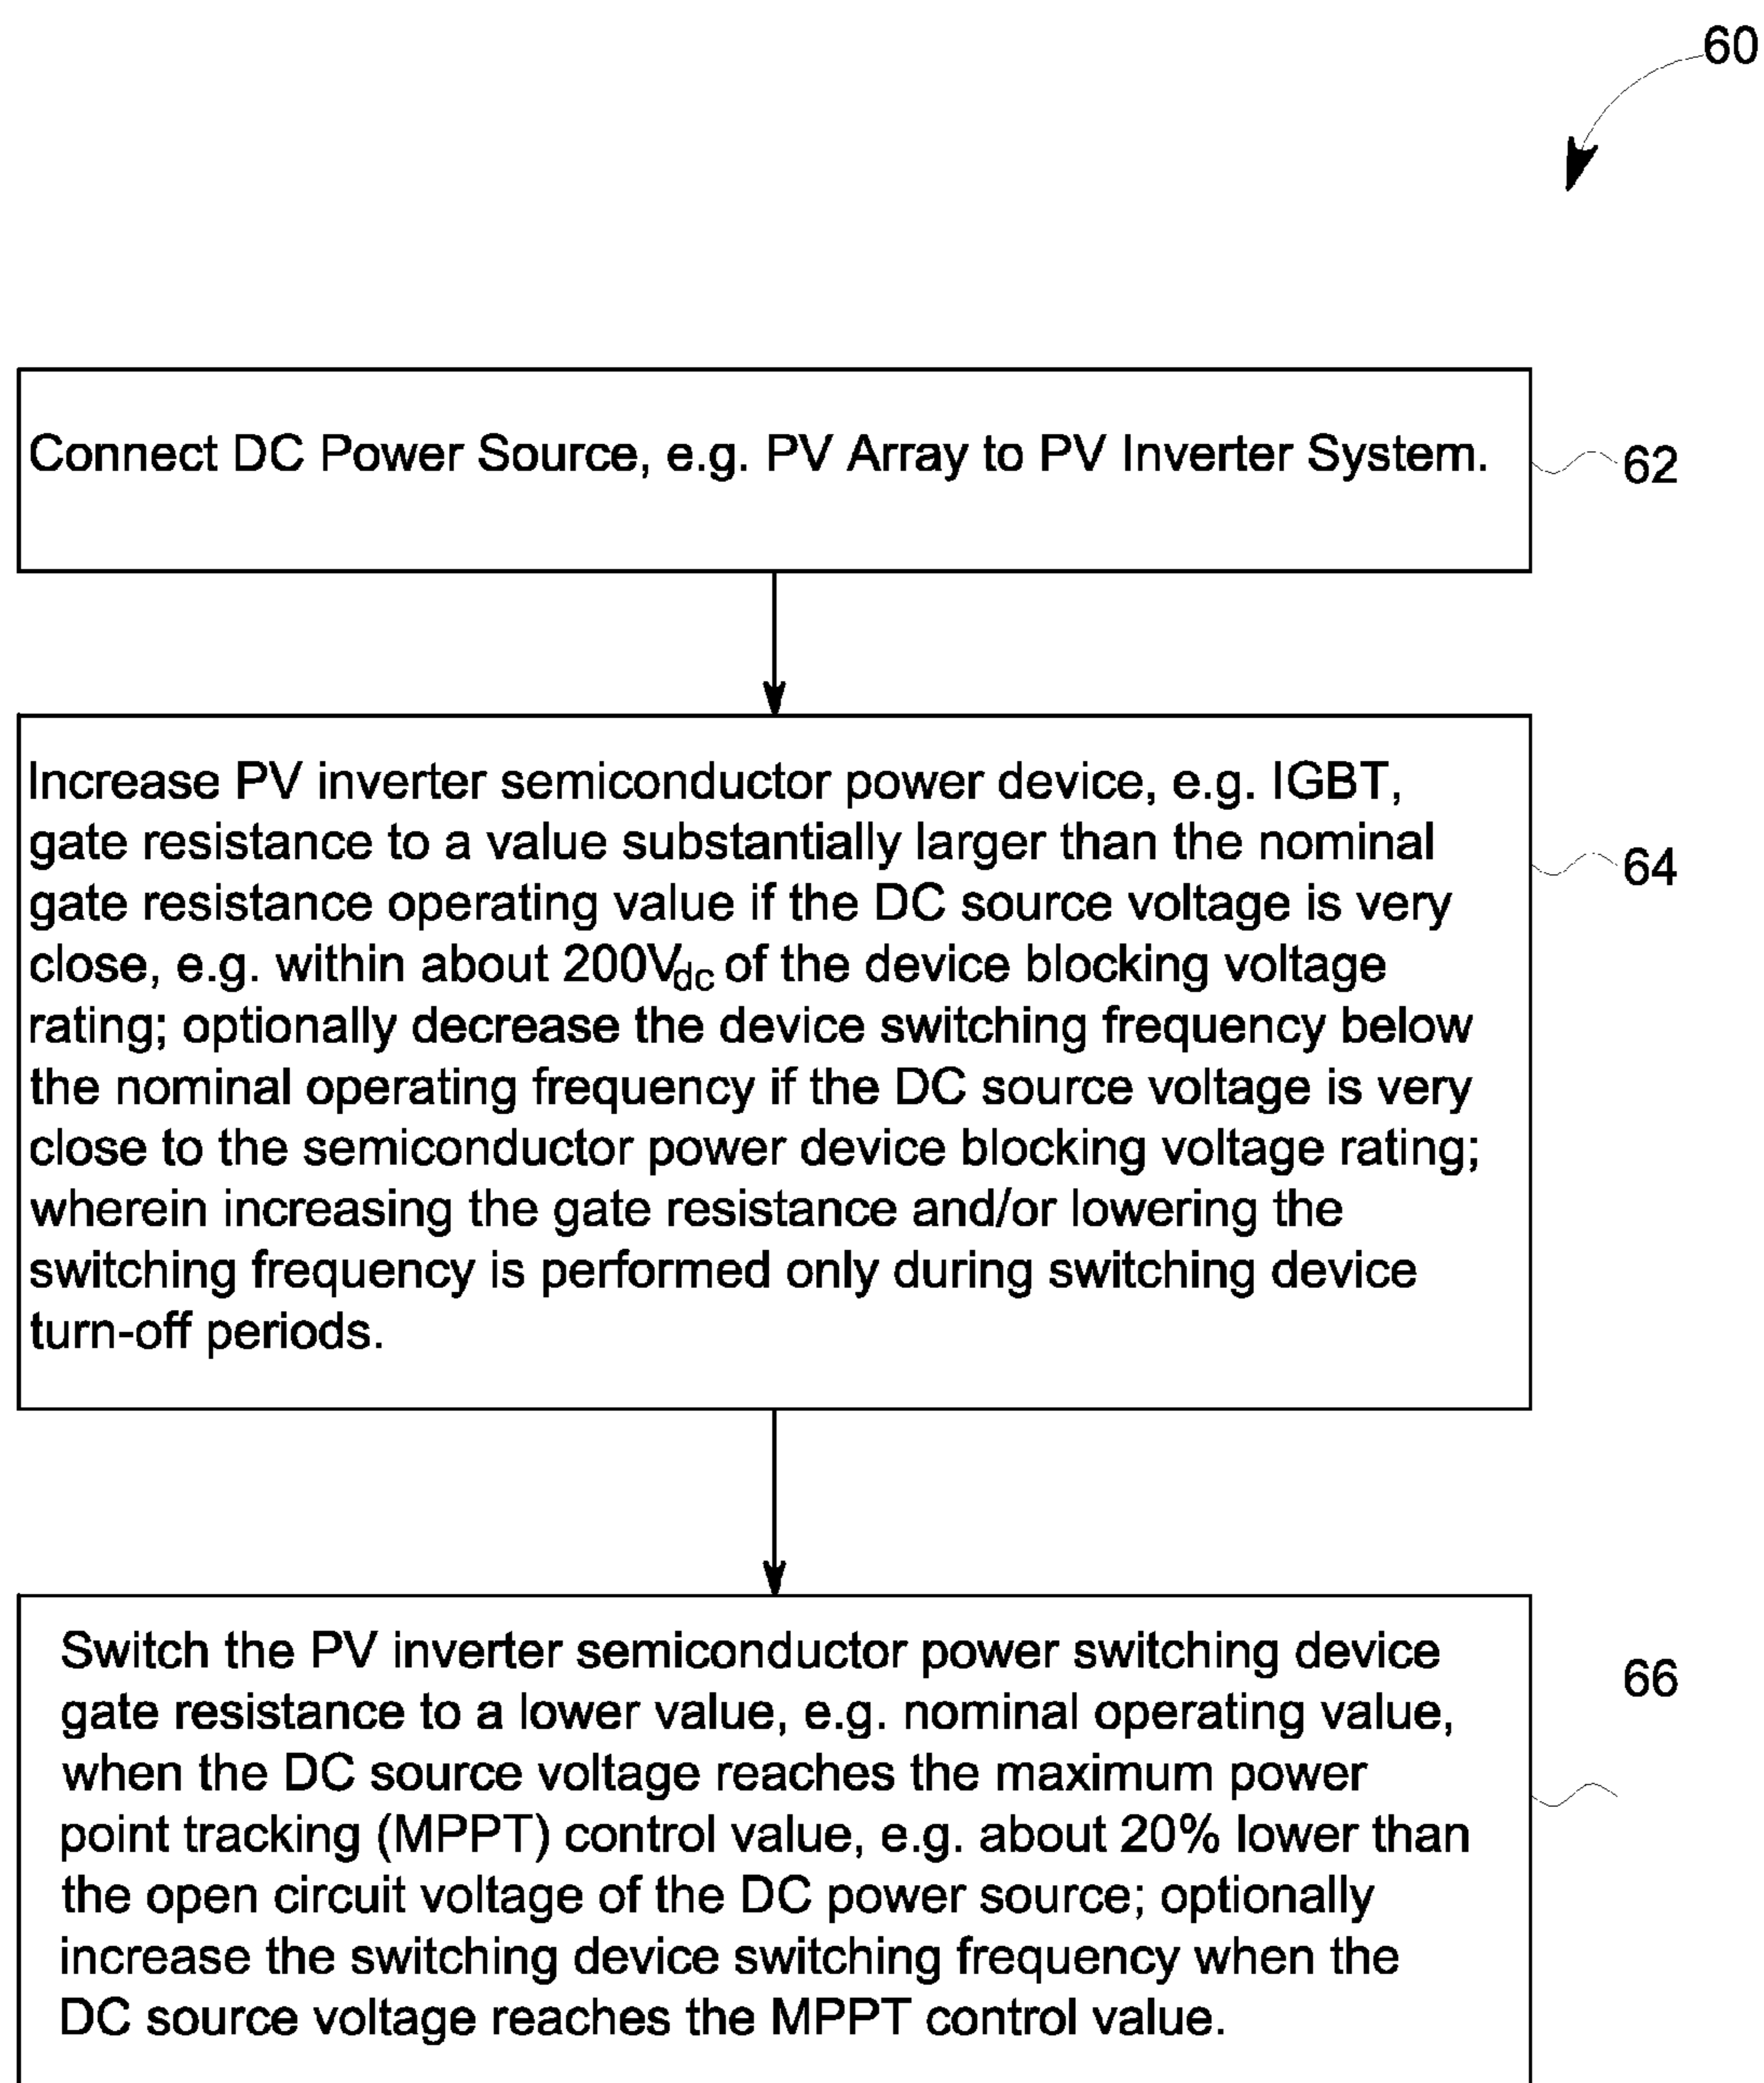 60
Connect DC Power Source, e.g. PV Array to PV Inverter System.
62
Increase PV inverter semiconductor power device, e.g. IGBT,
gate resistance to a value substantially larger than the nominal
gate resistance operating value if the DC source voltage is very
close, e.g. within about 200Vdc of the device blocking voltage
rating; optionally decrease the device switching frequency below
the nominal operating frequency if the DC source voltage is very
close to the semiconductor power device blocking voltage rating;
wherein increasing the gate resistance and/or lowering the
switching frequency is performed only during switching device
turn-off periods.
64
Switch the PV inverter semiconductor power switching device
gate resistance to a lower value, e.g. nominal operating value,
when the DC source voltage reaches the maximum power
point tracking (MPPT) control value, e.g. about 20% lower than
the open circuit voltage of the DC power source; optionally
increase the switching device switching frequency when the
DC source voltage reaches the MPPT control value.
66